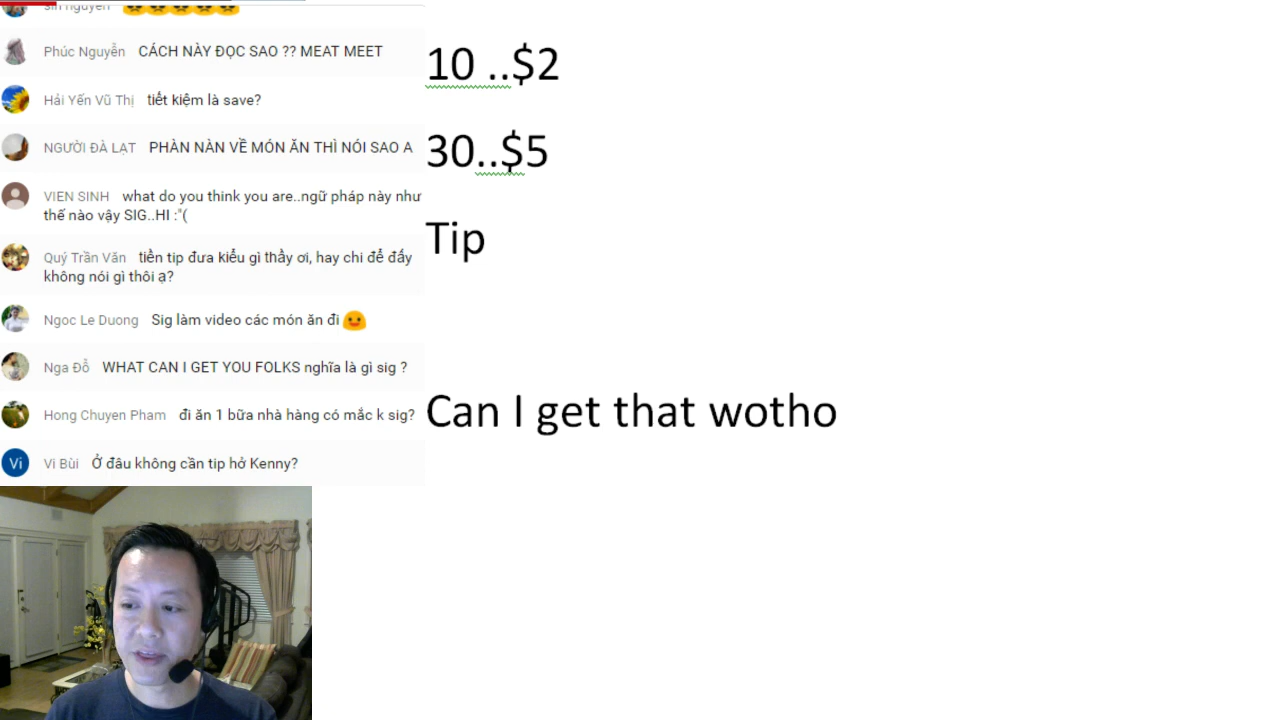 sin nguyen
Phúc Nguyễn CÁCH NÀY ĐỌC SAO ?? MEAT MEET
Hải Yến Vũ Thị tiết kiệm là save?
NGƯỜI ĐÀ LẠT PHÀN NÀN VỀ MÓN ĂN THÌ NÓI SAO A
VIEN SINH what do you think you are..ngữ pháp này như
thế nào vậy SIG..HI :"(
Quý Trần Văn tiền tip đưa kiểu gì thầy ơi, hay chi để đấy
không nói gì thôi ạ?
Ngoc Le Duong Sig làm video các món ăn đi
Nga Đỗ WHAT CAN I GET YOU FOLKS nghĩa là gì sig ?
Hong Chuyen Pham đi ăn 1 bữa nhà hàng có mắc k sig?
Vi Vi Bùi Ở đâu không cần tip hở Kenny?
10 ..$2
30..$5
Tip
Can I get that wotho